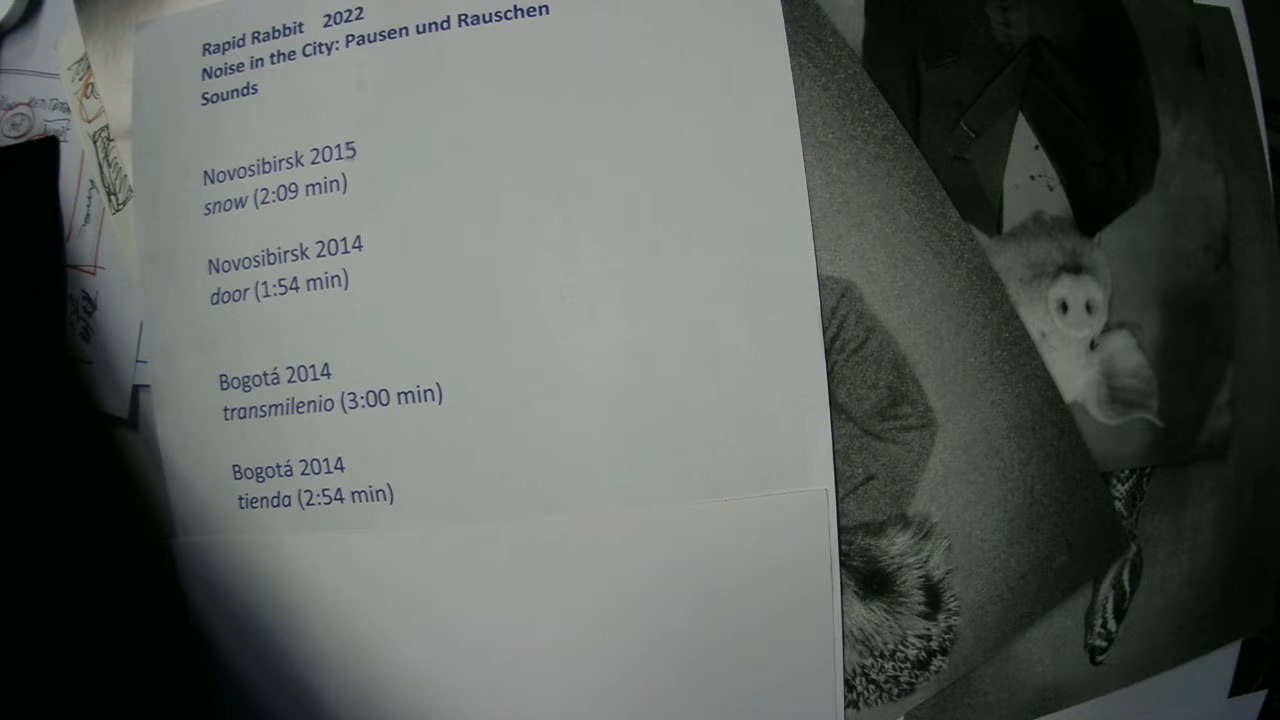 Rapid Rabbit 2022
Noise in the City: Pausen und Rauschen
Sounds
Novosibirsk 2015
snow (2:09 min)
Novosibirsk 2014
door (1:54 min)
Bogotá 2014
transmilenio (3:00 min)
Bogotá 2014
tienda (2:54 min)